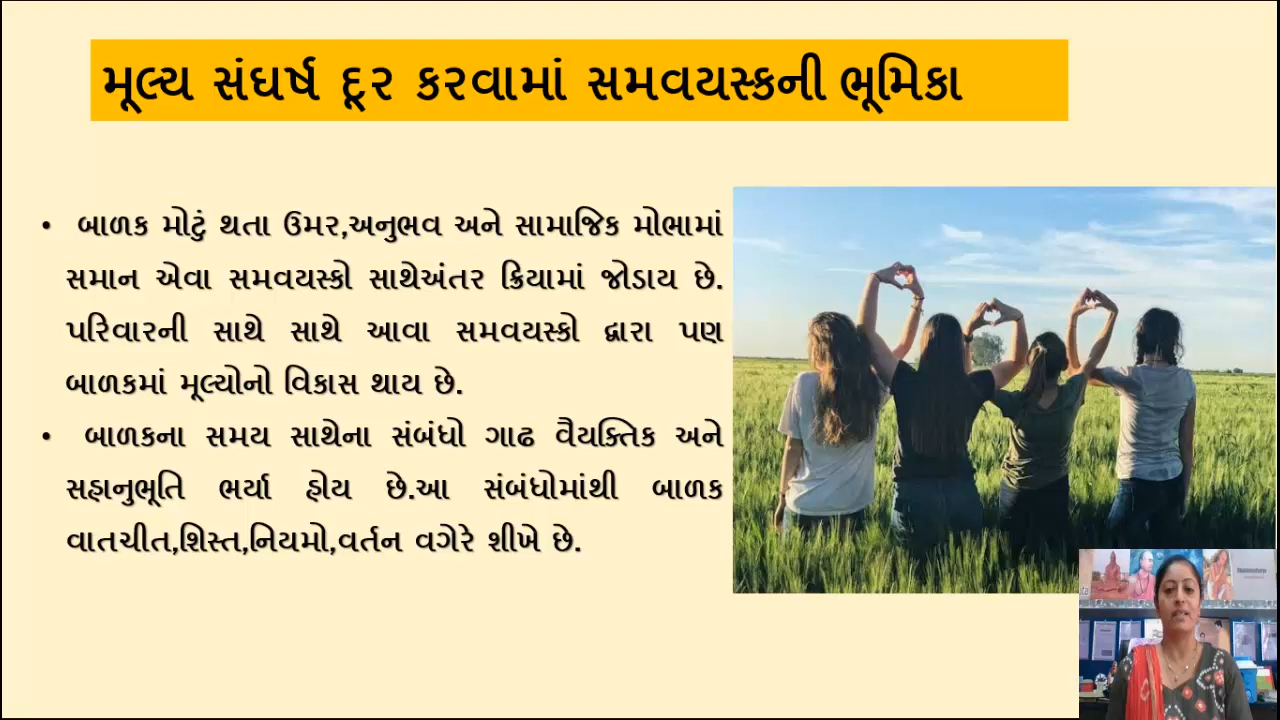 મૂલ્ય સંઘર્ષ દૂર કરવામાં સમવયસ્કની ભૂમિકા
• બાળક મોટું થતા ઉમર,અનુભવ અને સામાજિક મોભામાં
સમાન એવા સમવયસ્કો સાથેઅંતર ક્રિયામાં જોડાય છે.
પરિવારની સાથે સાથે આવા સમવયસ્કો દ્વારા પણ
બાળકમાં મૂલ્યોનો વિકાસ થાય છે.
• બાળકના સમય સાથેના સંબંધો ગાઢ વૈયક્તિક અને
સહાનુભૂતિ ભર્યા હોય છે.આ સંબંધોમાંથી બાળક
વાતચીત,શિસ્ત,નિયમો,વર્તન વગેરે શીખે છે.